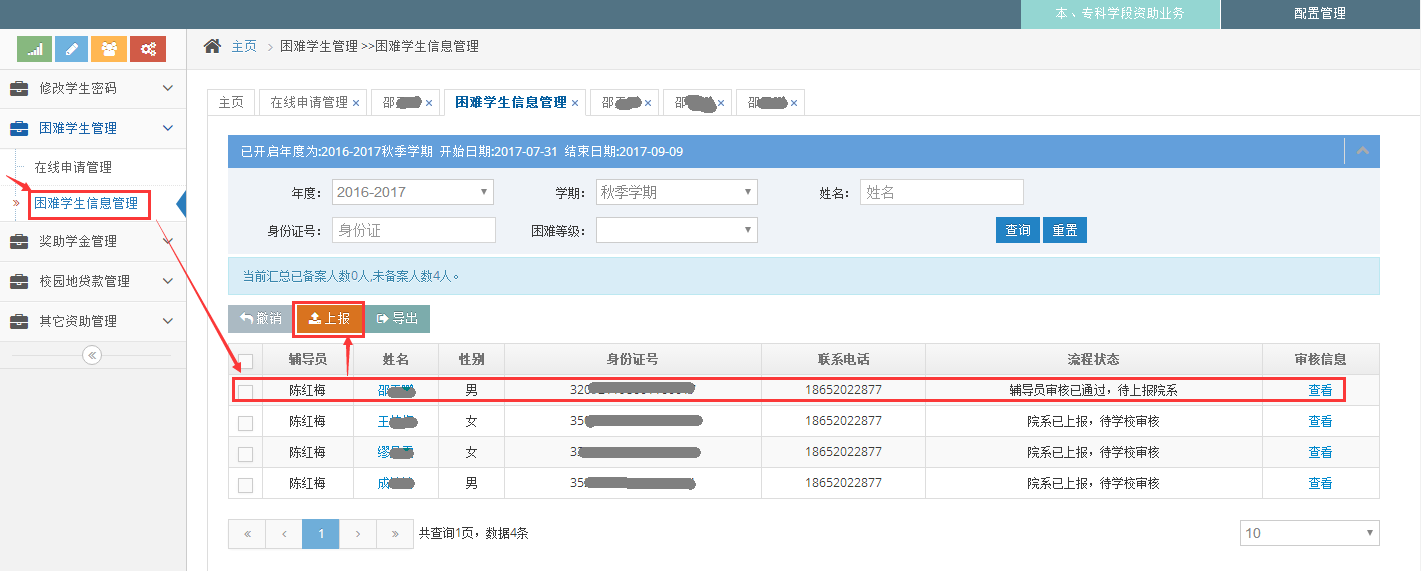 本、专科学段资助业务 配置管理
主页 困难学生管理 >>困难学生信息管理
修改学生密码
困难学生管理
在线申请管理
困难学生信息管理
奖助学金管理
校园地贷款管理
其它资助管理
主页 在线申请管理 × 邵 × 困难学生信息管理 × 邵 × 邵 × 邵 ×
已开启年度为:2016-2017秋季学期 开始日期:2017-07-31 结束日期:2017-09-09
年度： 2016-2017 学期： 秋季学期 姓名： 姓名
身份证号： 身份证 困难等级： 查询 重置
当前汇总已备案人数0人,未备案人数4人。
撤销 上报 导出
辅导员 姓名 性别 身份证号 联系电话 流程状态 审核信息
陈红梅 邵 男 320 18652022877 辅导员审核已通过，待上报院系 查看
陈红梅 王 女 35 18652022877 院系已上报，待学校审核 查看
陈红梅 缪 女 3 18652022877 院系已上报，待学校审核 查看
陈红梅 成 男 35 18652022877 院系已上报，待学校审核 查看
« ‹ 1 › » 共查询1页，数据4条 10